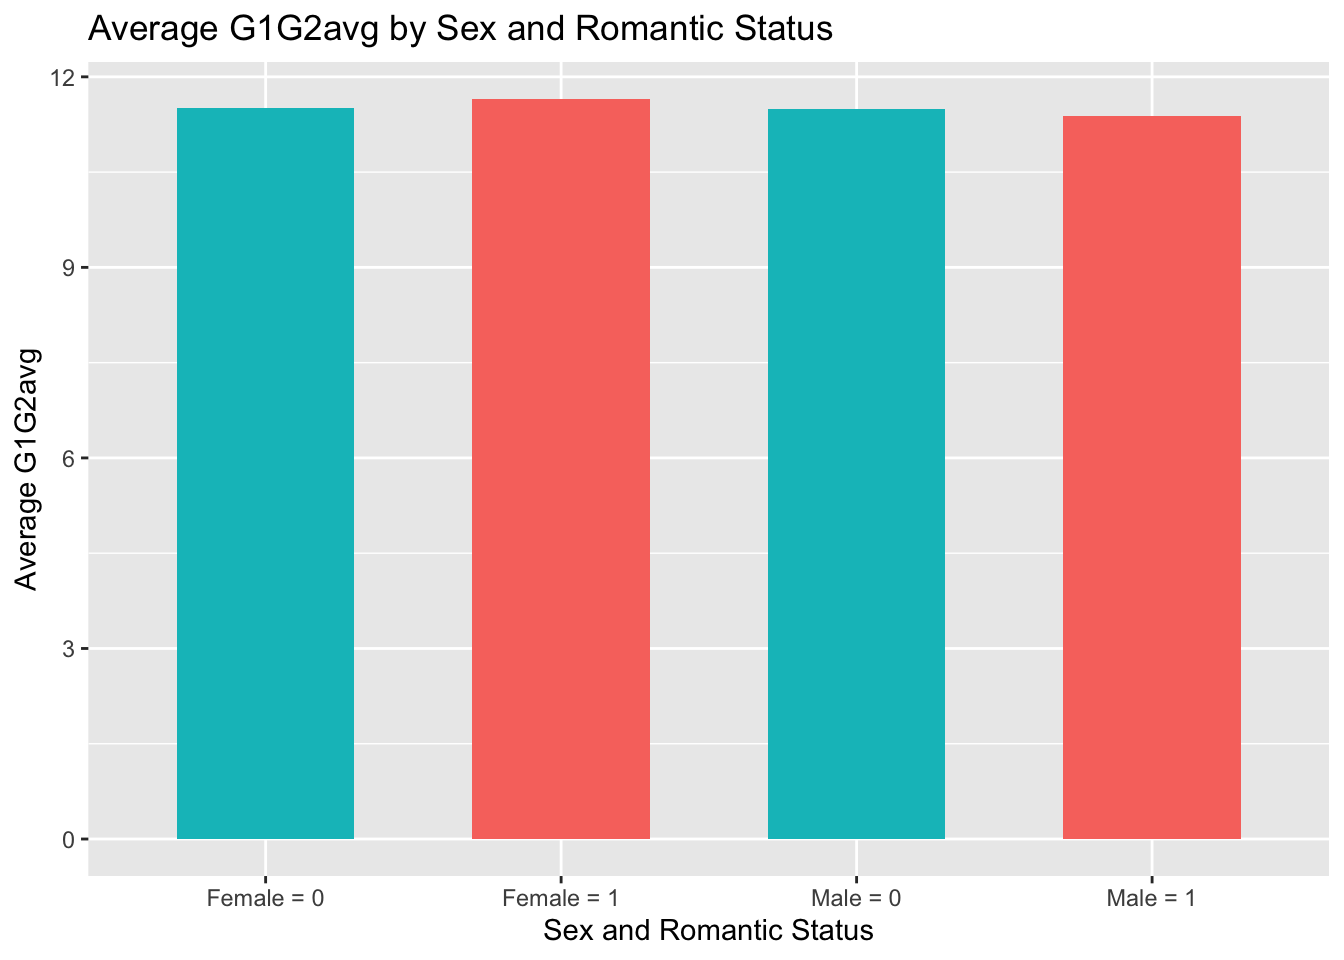 Average G1G2avg by Sex and Romantic Status
12
9
6
3
0
Average G1G2avg
Female = 0
Female = 1
Male = 0
Male = 1
Sex and Romantic Status